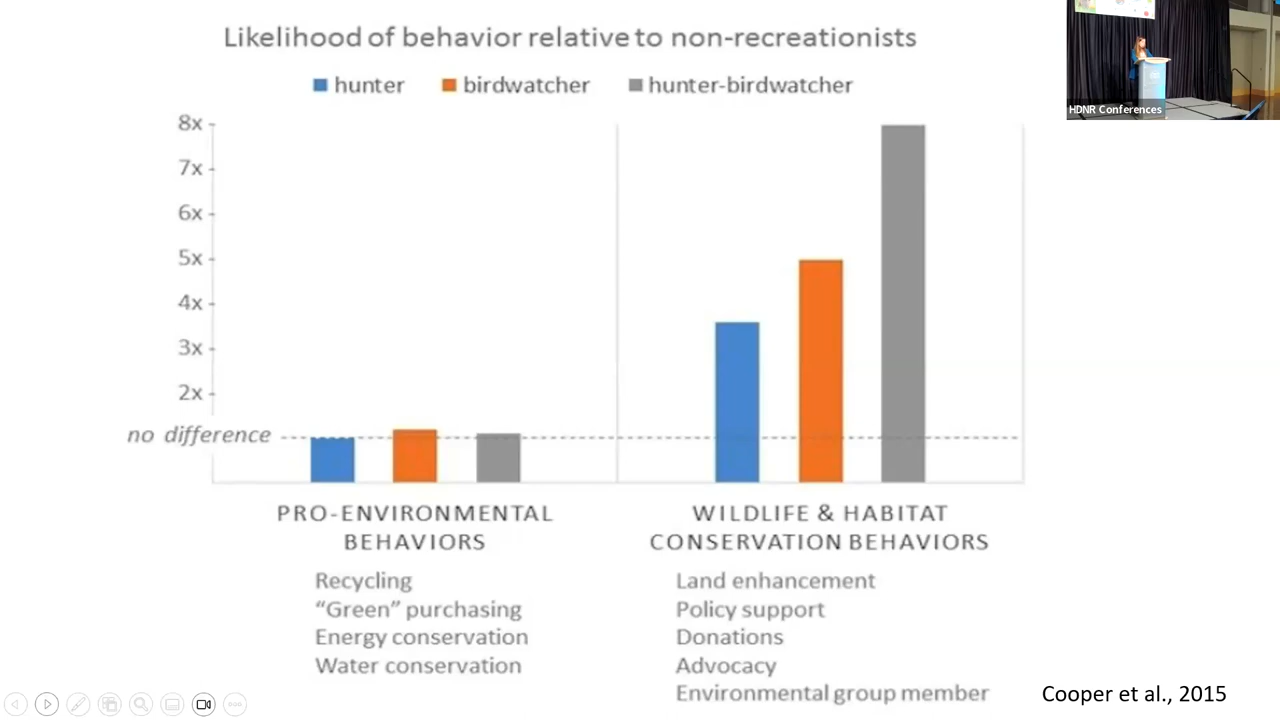 Likelihood of behavior relative to non-recreationists
hunter birdwatcher hunter-birdwatcher
HDNR Conferences
8x
7x
6x
5x
4x
3x
2x
no difference
PRO-ENVIRONMENTAL
BEHAVIORS
Recycling
“Green” purchasing
Energy conservation
Water conservation
WILDLIFE & HABITAT
CONSERVATION BEHAVIORS
Land enhancement
Policy support
Donations
Advocacy
Environmental group member
Cooper et al., 2015